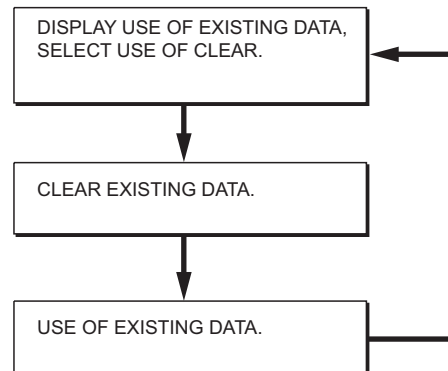 DISPLAY USE OF EXISTING DATA,
SELECT USE OF CLEAR.
CLEAR EXISTING DATA.
USE OF EXISTING DATA.